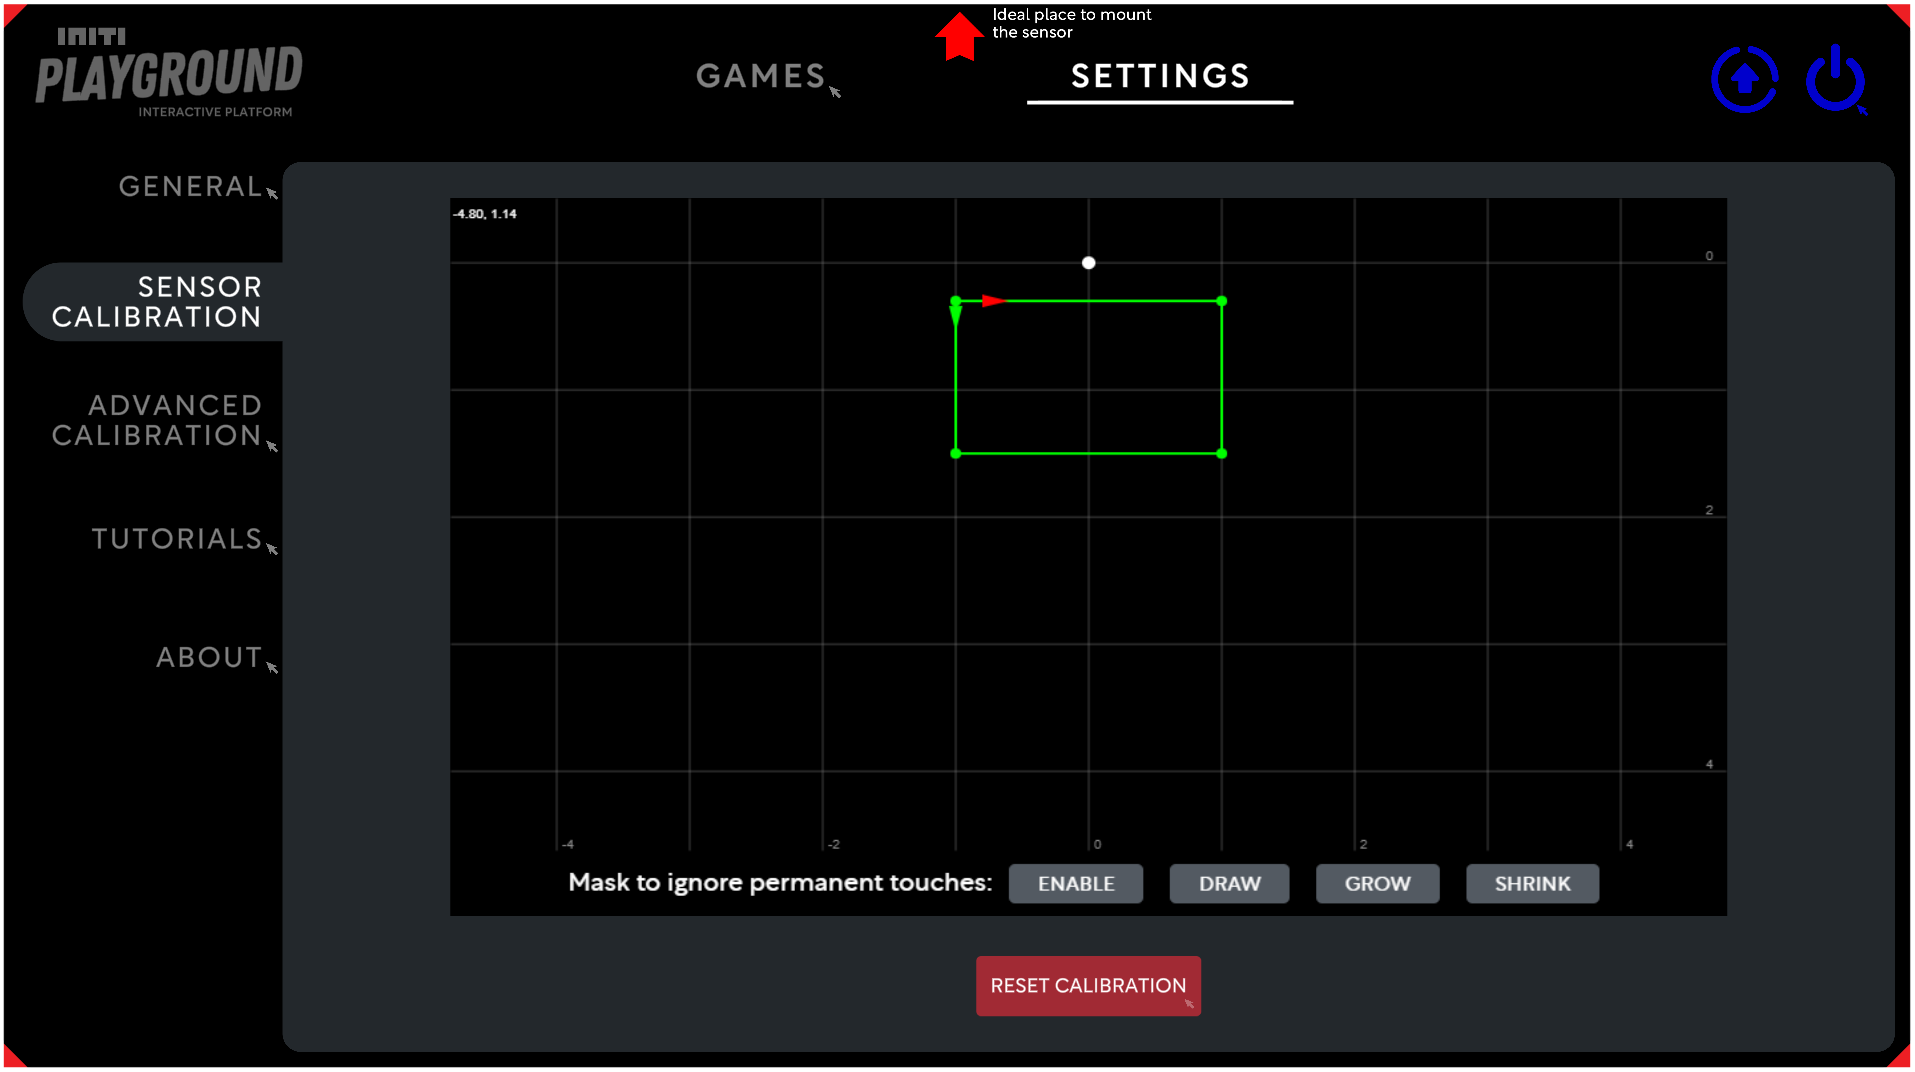 Ideal place to mount
the sensor
INITI
PLAYGROUND
INTERACTIVE PLATFORM
GAMES
SETTINGS
GENERAL
SENSOR
CALIBRATION
ADVANCED
CALIBRATION
TUTORIALS
ABOUT
-4.80, 1.14
0
2
4
-4
-2
0
2
4
Mask to ignore permanent touches:
ENABLE
DRAW
GROW
SHRINK
RESET CALIBRATION